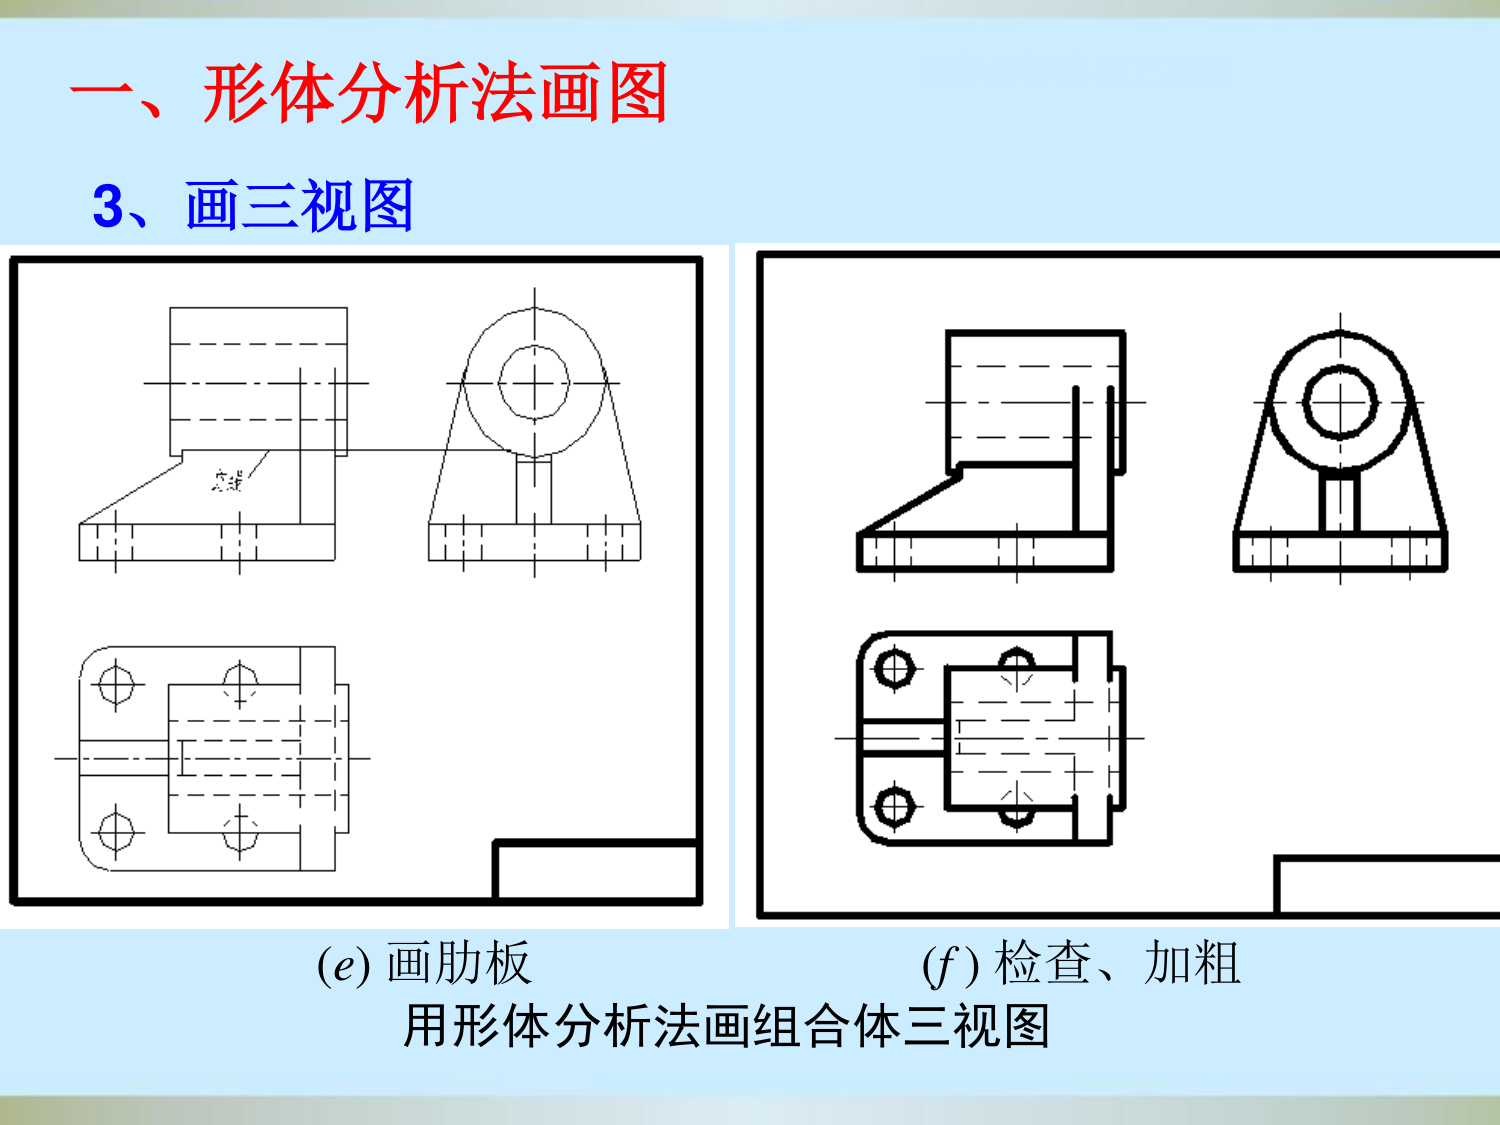 一、形体分析法画图
3、画三视图
(e) 画肋板
(f) 检查、加粗
用形体分析法画组合体三视图